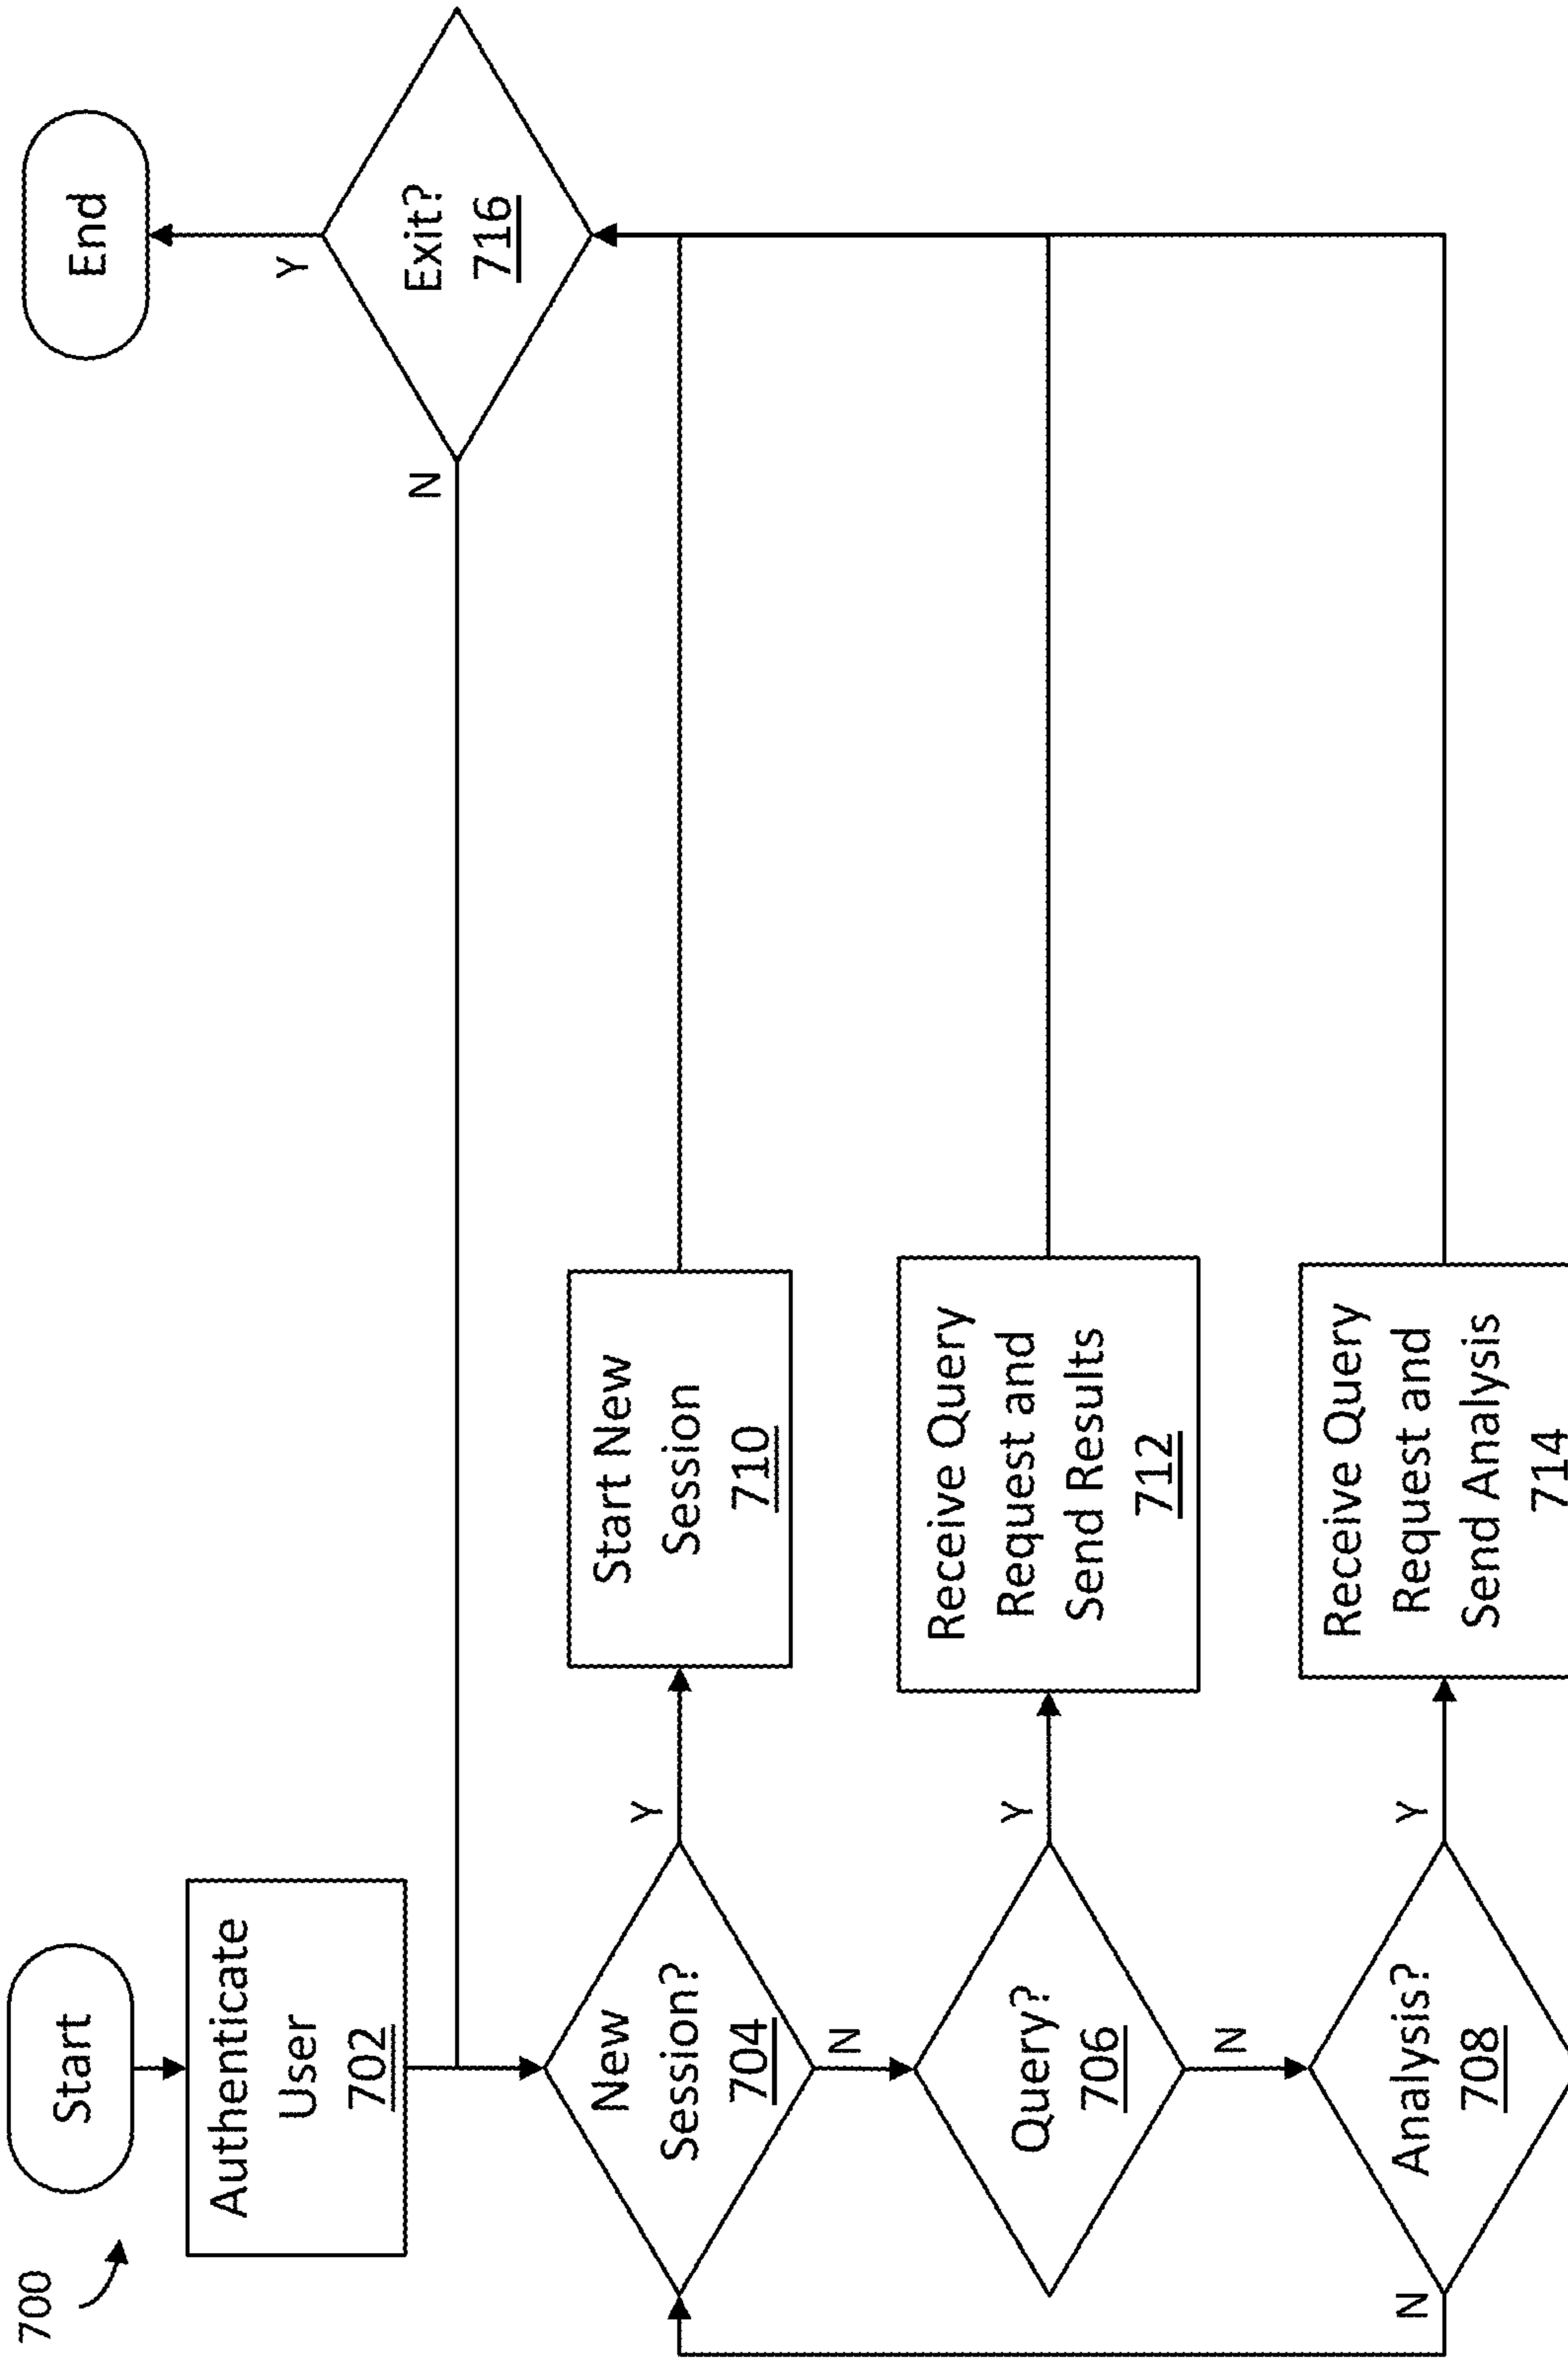 700
Start
Authenticate
User
702
New
Session?
704
Y
N
Start New
Session
710
Query?
706
Y
N
Receive Query
Request and
Send Results
712
Analysis?
708
Y
N
Receive Query
Request and
Send Analysis
714
Exit?
716
Y
N
End